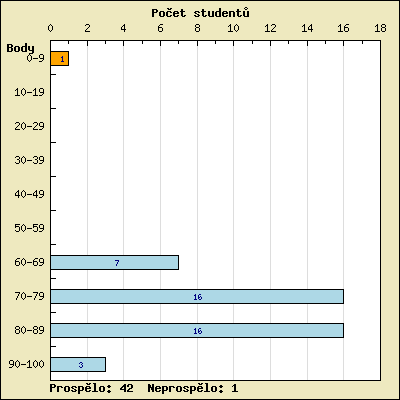 Počet studentů
0 2 4 6 8 10 12 14 16 18
Body
0-9 1
10-19
20-29
30-39
40-49
50-59
60-69 7
70-79 16
80-89 16
90-100 3
Prospělo: 42 Neprospělo: 1